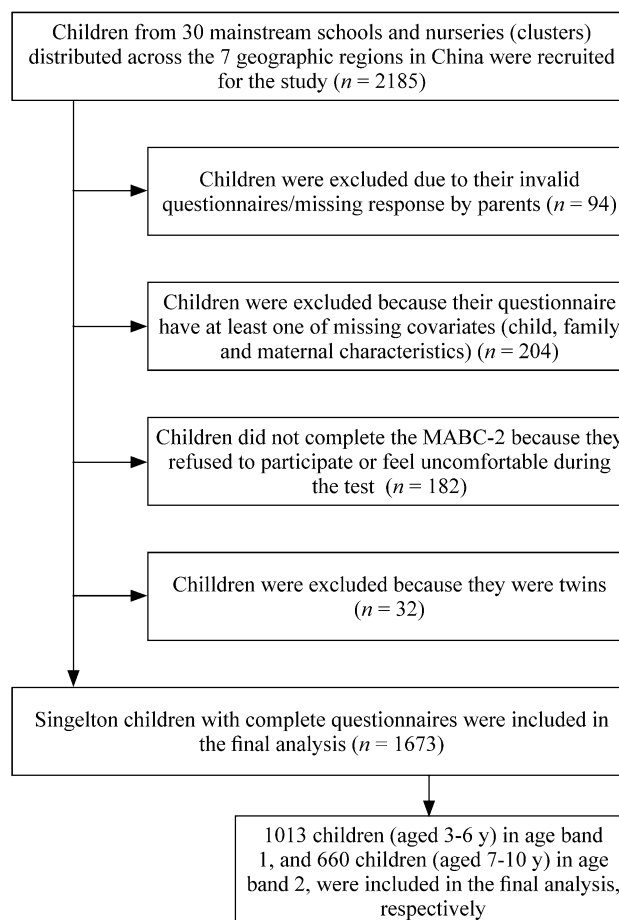 Children from 30 mainstream schools and nurseries (clusters)
distributed across the 7 geographic regions in China were recruited
for the study (n = 2185)
Children were excluded due to their invalid
questionnaires/missing response by parents (n = 94)
Children were excluded because their questionnaire
have at least one of missing covariates (child, family
and maternal characteristics) (n = 204)
Children did not complete the MABC-2 because they
refused to participate or feel uncomfortable during
the test (n = 182)
Chilldren were excluded because they were twins
(n = 32)
Singelton children with complete questionnaires were included in
the final analysis (n = 1673)
1013 children (aged 3-6 y) in age band
1, and 660 children (aged 7-10 y) in age
band 2, were included in the final analysis,
respectively